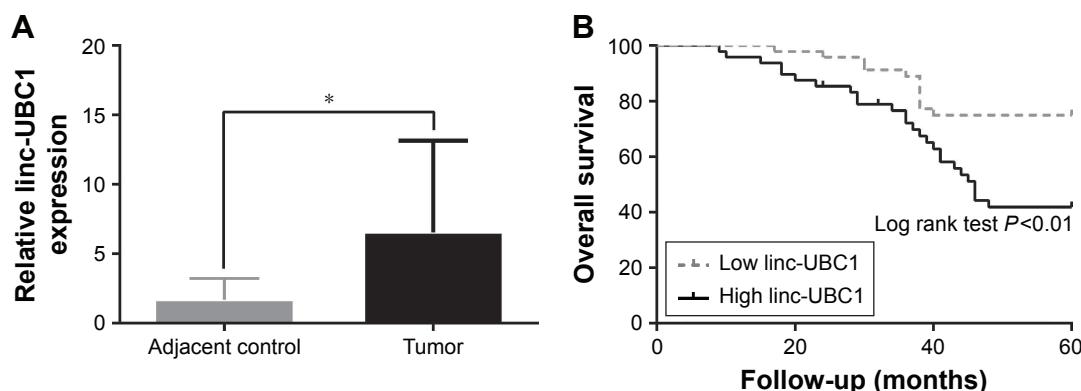 A
Relative linc-UBC1
expression
20
15
10
5
0
*
Adjacent control
Tumor
B
Overall survival
100
80
60
40
20
0
Log rank test P<0.01
Low linc-UBC1
High linc-UBC1
0
20
40
60
Follow-up (months)